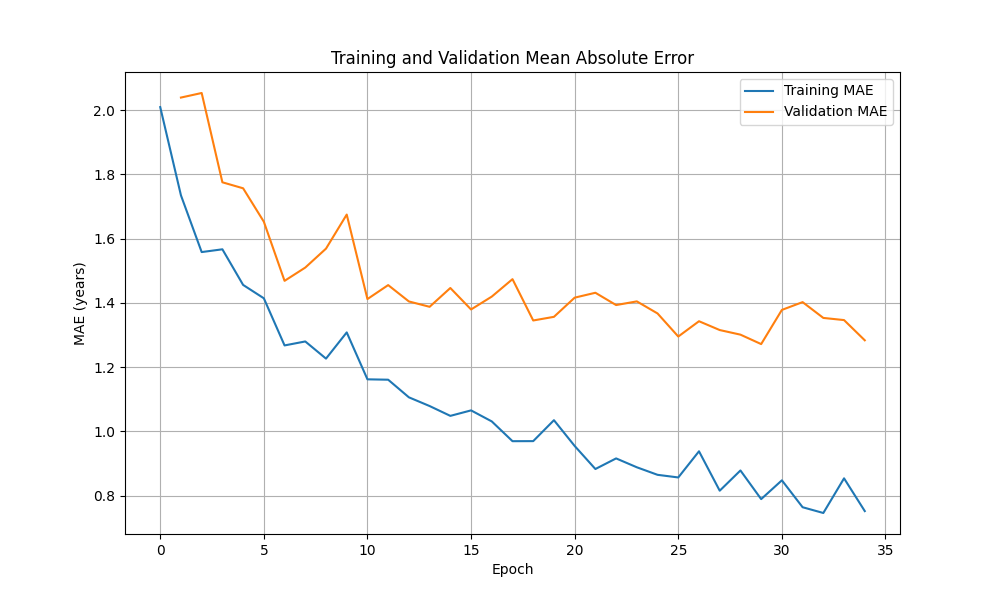 Training and Validation Mean Absolute Error
Training MAE
Validation MAE
MAE (years)
2.0
1.8
1.6
1.4
1.2
1.0
0.8
0 5 10 15 20 25 30 35
Epoch